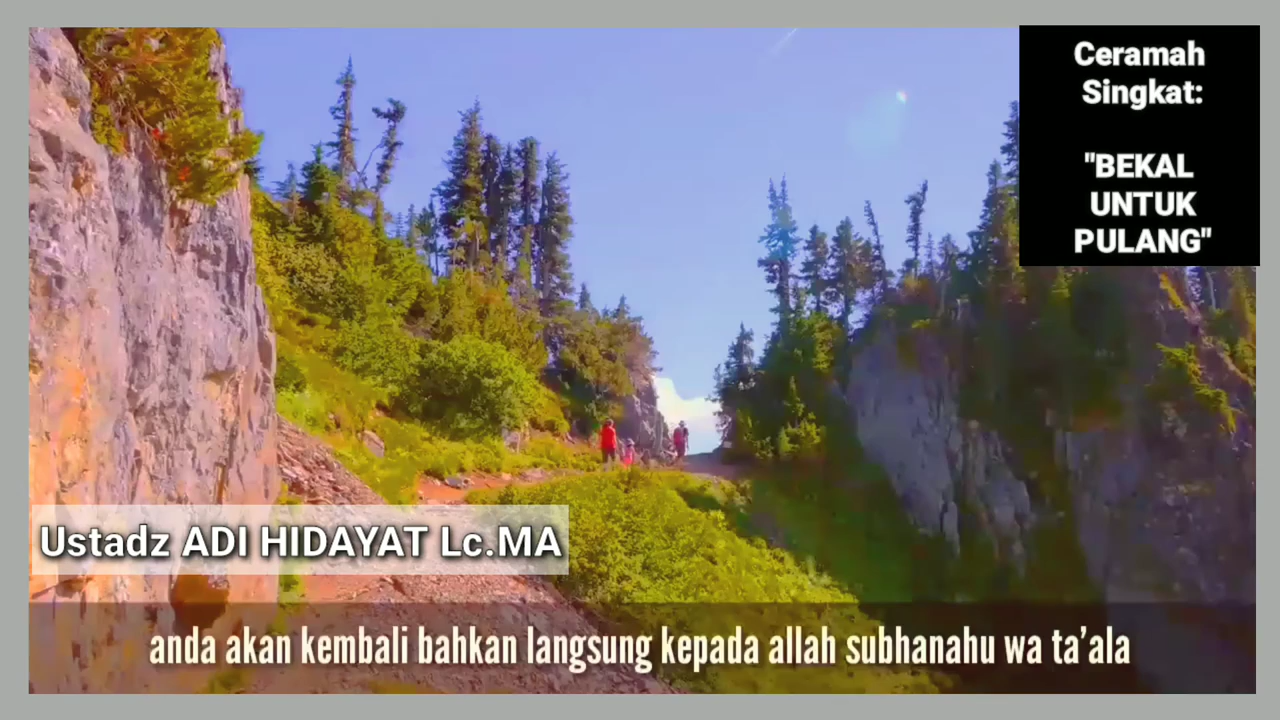 Ceramah
Singkat:
"BEKAL
UNTUK
PULANG"
Ustadz ADI HIDAYAT Lc.MA
anda akan kembali bahkan langsung kepada allah subhanahu wa ta'ala